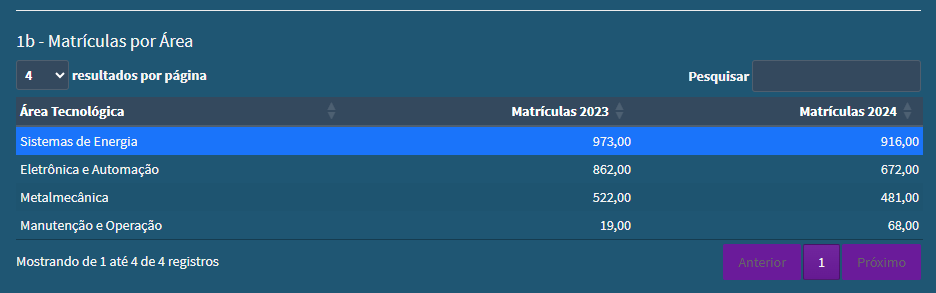 1b - Matrículas por Área
4 resultados por página Pesquisar
Área Tecnológica Matrículas 2023 Matrículas 2024
Sistemas de Energia 973,00 916,00
Eletrônica e Automação 862,00 672,00
Metalmecânica 522,00 481,00
Manutenção e Operação 19,00 68,00
Mostrando de 1 até 4 de 4 registros Anterior 1 Próximo